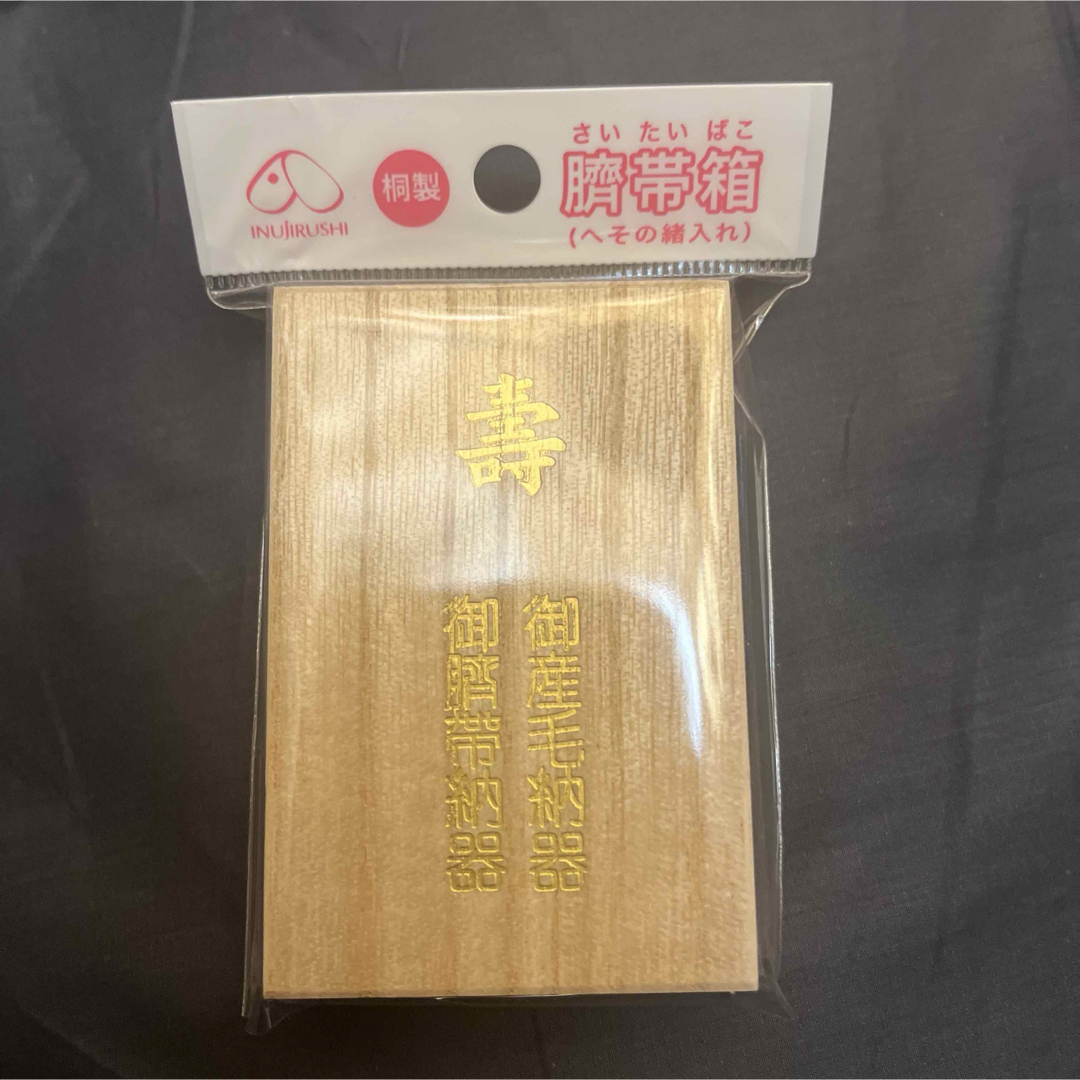 INUJIRUSHI
桐製
さい たい ばこ
臍帯箱
(へその緒入れ)
壽
御産毛納器
御臍帯納器